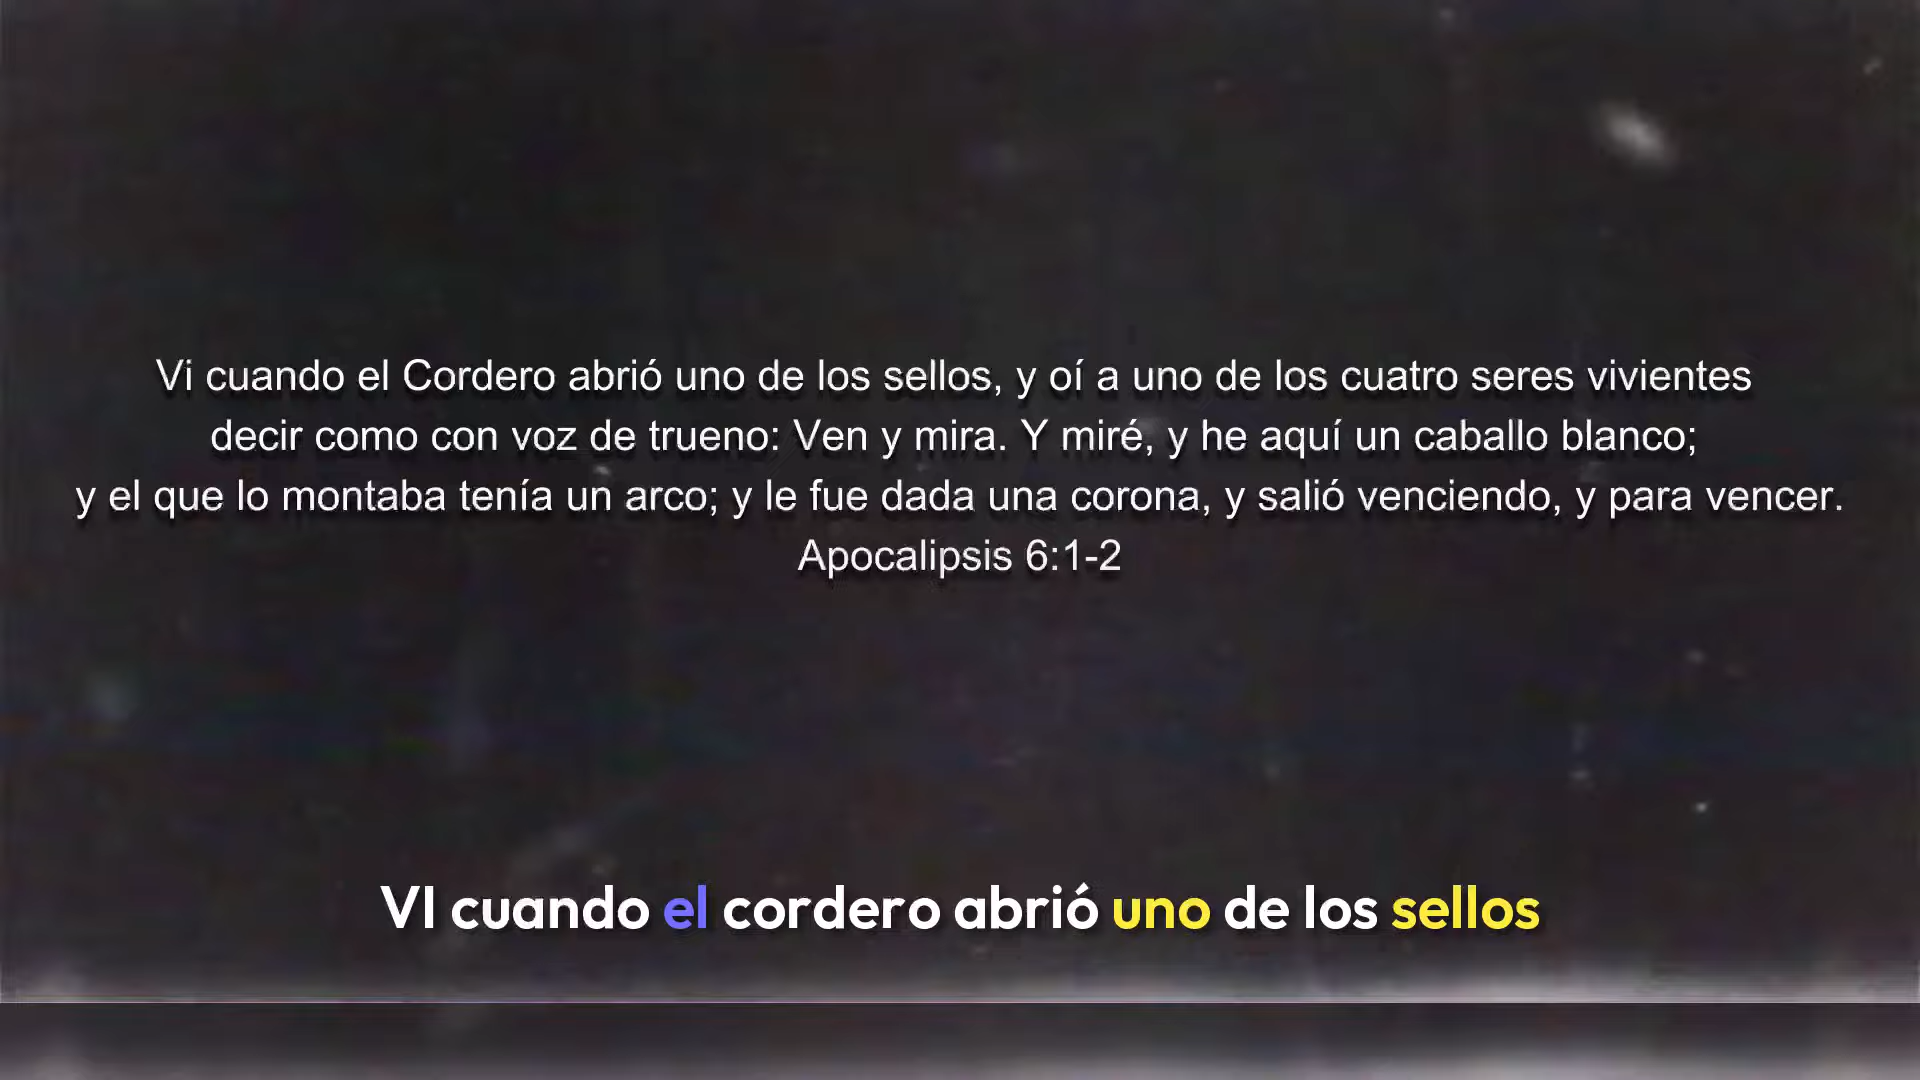 Vi cuando el Cordero abrió uno de los sellos, y oí a uno de los cuatro seres vivientes
decir como con voz de trueno: Ven y mira. Y miré, y he aquí un caballo blanco;
y el que lo montaba tenía un arco; y le fue dada una corona, y salió venciendo, y para vencer.
Apocalipsis 6:1-2
VI cuando el cordero abrió uno de los sellos